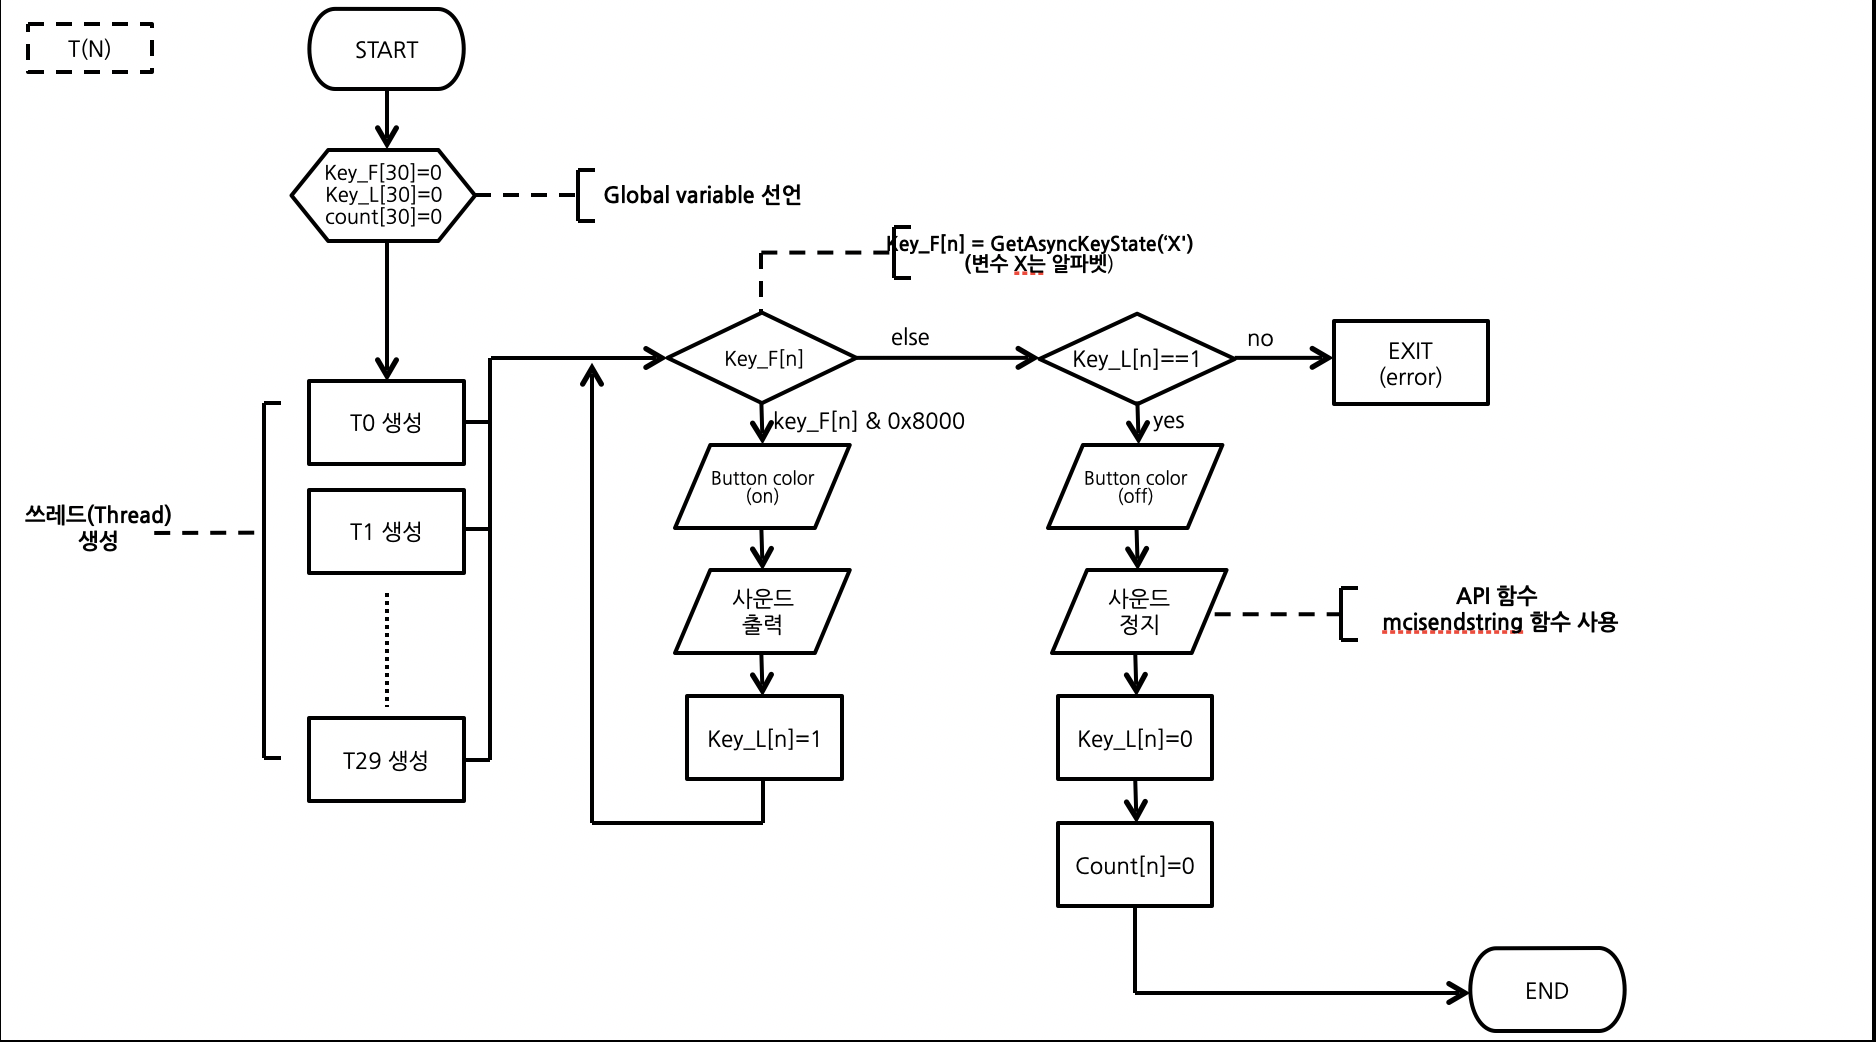 T(N)
START
Key_F[30]=0
Key_L[30]=0
count[30]=0
Global variable 선언
Key_F[n] = GetAsyncKeyState(‘X')
(변수 X는 알파벳)
Key_F[n]
else
Key_L[n]==1
no
EXIT
(error)
key_F[n] & 0x8000
yes
T0 생성
Button color
(on)
Button color
(off)
쓰레드(Thread)
생성
T1 생성
사운드
출력
사운드
정지
API 함수
mcisendstring 함수 사용
T29 생성
Key_L[n]=1
Key_L[n]=0
Count[n]=0
END